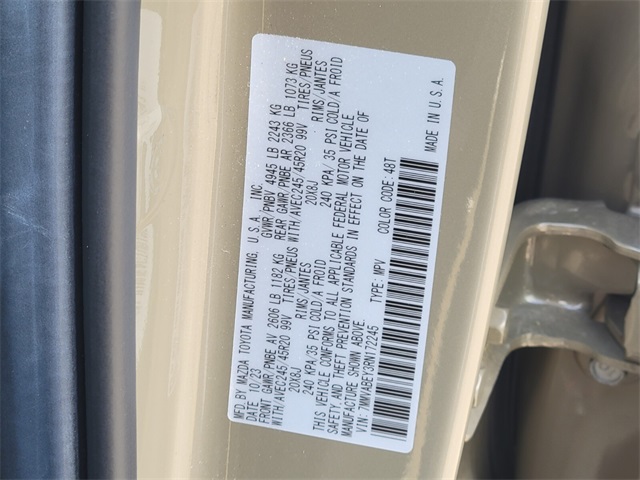 MFD. BY MAZDA TOYOTA MANUFACTURING, U.S.A., INC.
DATE 10/23 GVWR/PNBV 4945 LB 2243 KG
FRONT GAWR/PNBE AV 2606 LB 1182 KG REAR GAWR/PNBE AR 2366 LB 1073 KG
WITH/AVEC245/45R20 99V TIRES/PNEUS WITH/AVEC245/45R20 99V TIRES/PNEUS
20X8J RIMS/JANTES 20X8J RIMS/JANTES
240 KPA/35 PSI COLD/A FROID 240 KPA/35 PSI COLD/A FROID
THIS VEHICLE CONFORMS TO ALL APPLICABLE FEDERAL MOTOR VEHICLE
SAFETY AND THEFT PREVENTION STANDARDS IN EFFECT ON THE DATE OF
MANUFACTURE SHOWN ABOVE.
VIN:7MMVABEY3RN172245 TYPE: MPV COLOR CODE:48T MADE IN U.S.A.